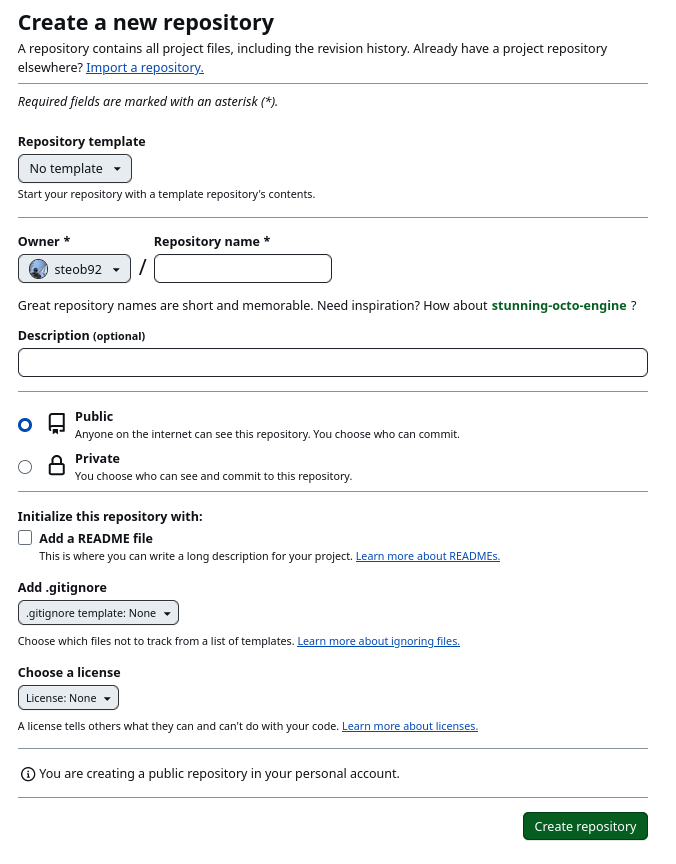 Create a new repository
A repository contains all project files, including the revision history. Already have a project repository
elsewhere? Import a repository.
Required fields are marked with an asterisk (*).
Repository template
No template
Start your repository with a template repository's contents.
Owner * Repository name *
steob92 /
Great repository names are short and memorable. Need inspiration? How about stunning-octo-engine ?
Description (optional)
Public
Anyone on the internet can see this repository. You choose who can commit.
Private
You choose who can see and commit to this repository.
Initialize this repository with:
Add a README file
This is where you can write a long description for your project. Learn more about READMEs.
Add .gitignore
.gitignore template: None
Choose which files not to track from a list of templates. Learn more about ignoring files.
Choose a license
License: None
A license tells others what they can and can't do with your code. Learn more about licenses.
You are creating a public repository in your personal account.
Create repository